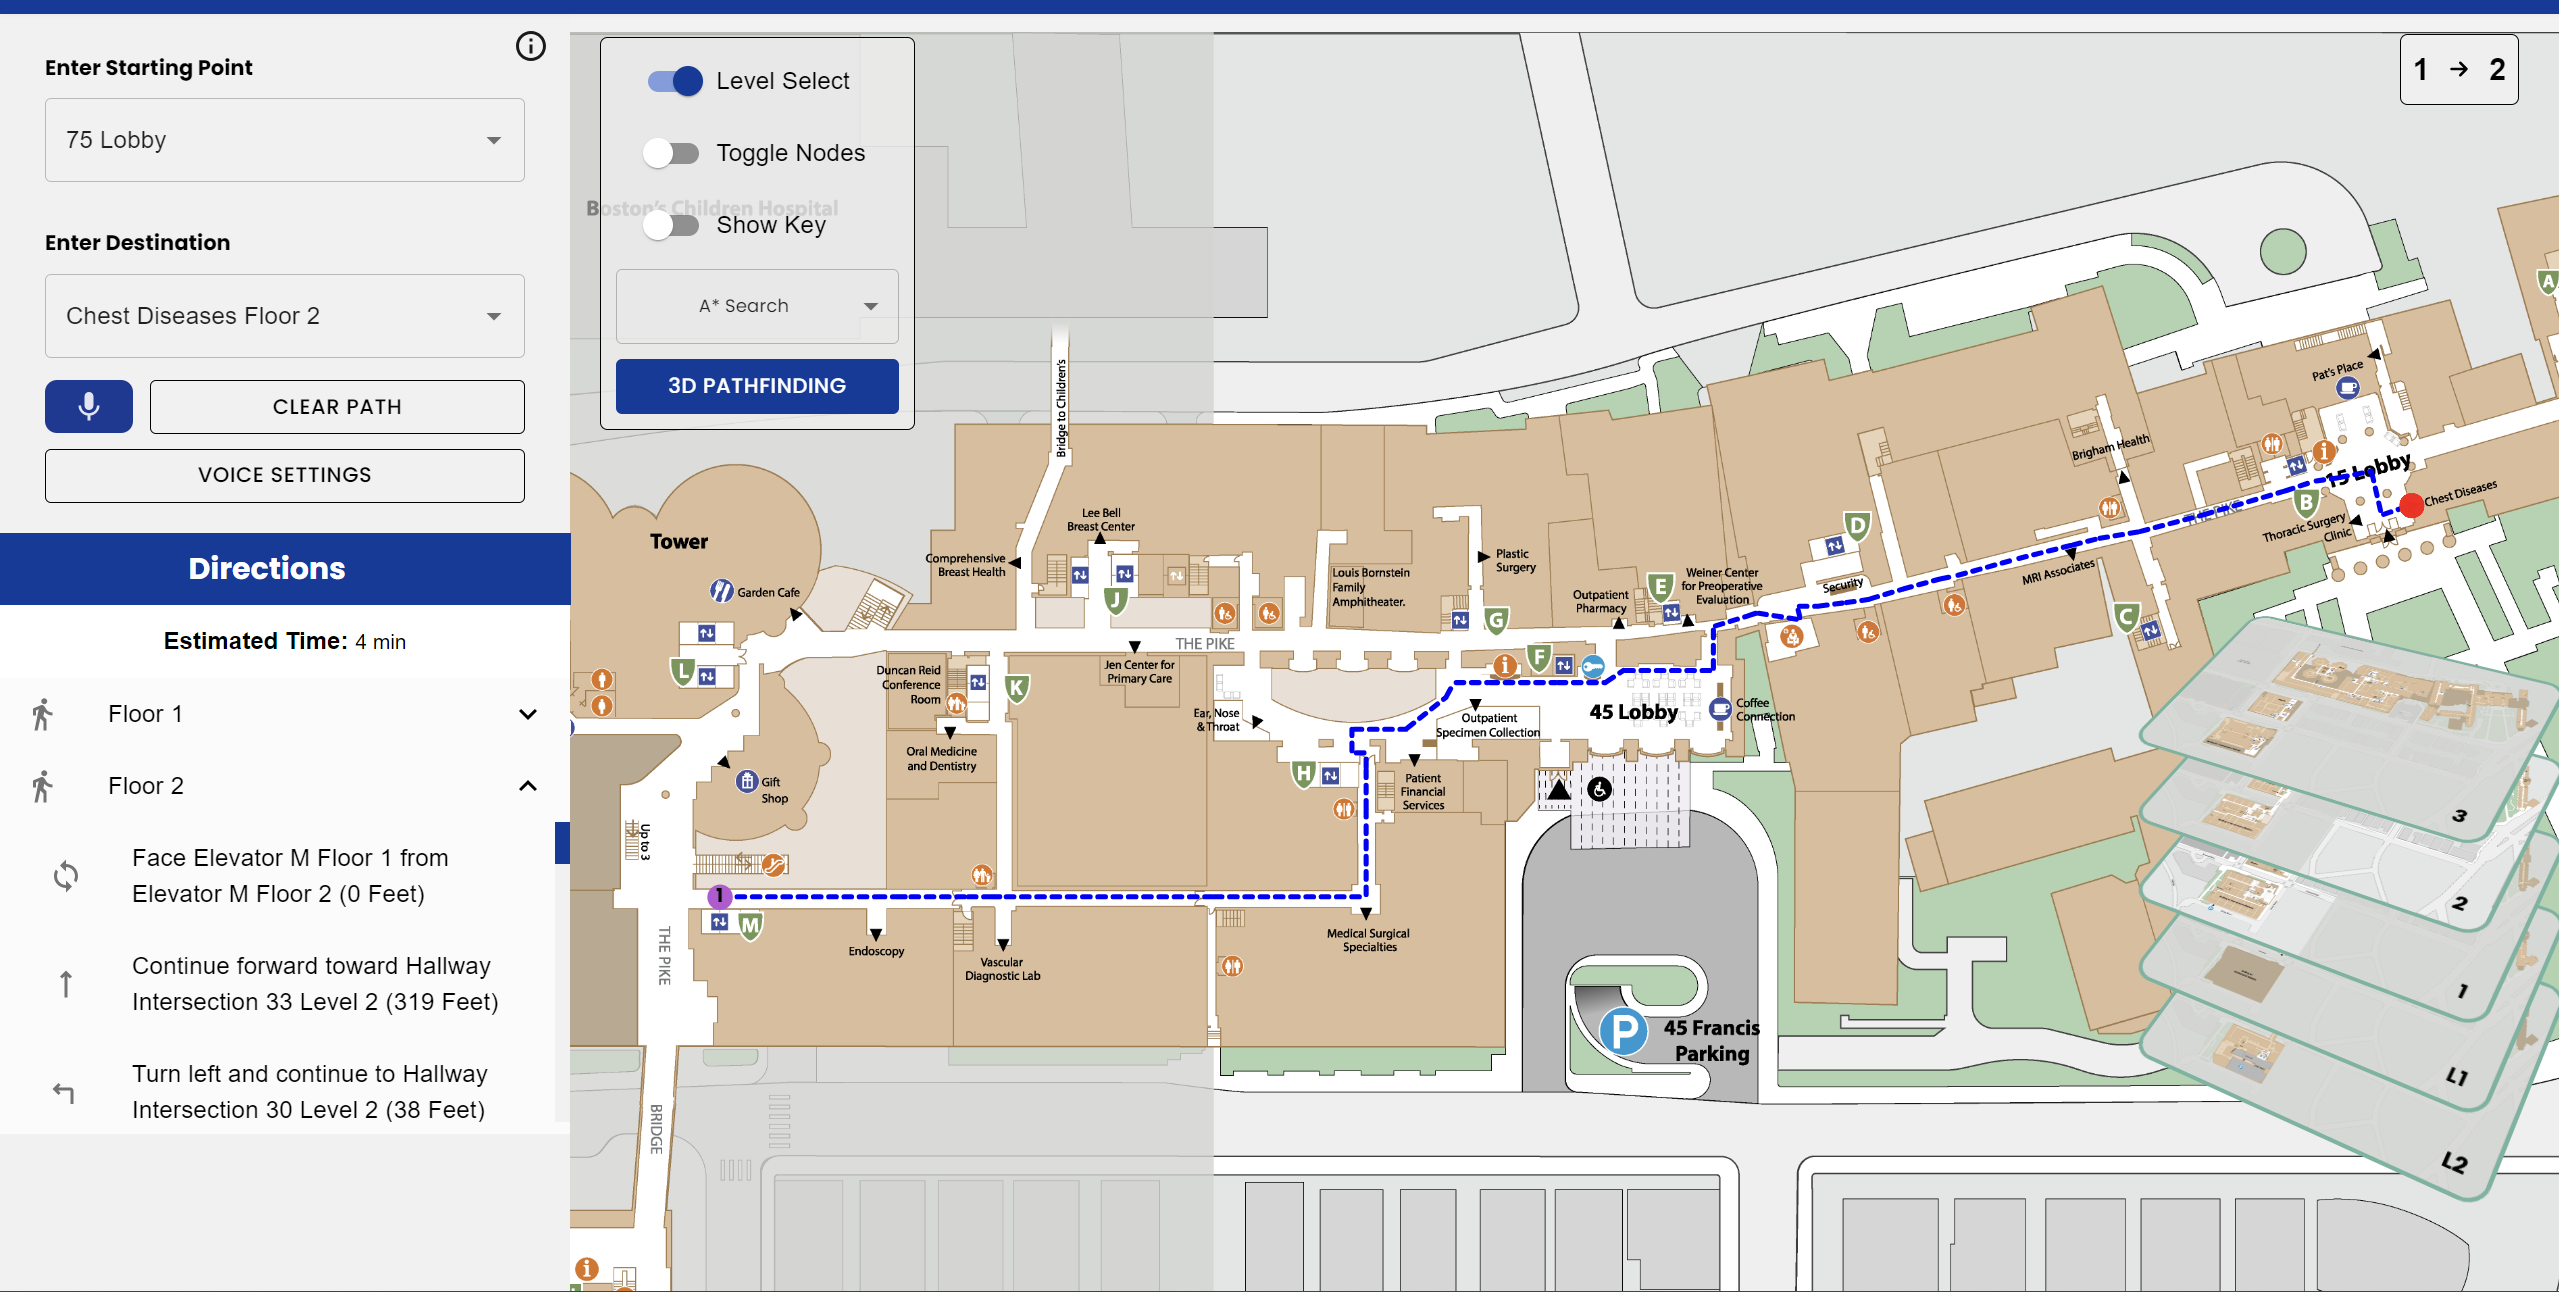 Enter Starting Point
75 Lobby
Enter Destination
Chest Diseases Floor 2
CLEAR PATH
VOICE SETTINGS
Directions
Estimated Time: 4 min
Floor 1
Floor 2
Face Elevator M Floor 1 from
Elevator M Floor 2 (0 Feet)
Continue forward toward Hallway
Intersection 33 Level 2 (319 Feet)
Turn left and continue to Hallway
Intersection 30 Level 2 (38 Feet)
Level Select
Toggle Nodes
Boston's Children Hospital
Show Key
A* Search
3D PATHFINDING
1 → 2
A
Bridge to Children's
Pat's Place
Brigham Health
15 Lobby
B
Chest Diseases
Thoracic Surgery
Clinic
THE PIKE
MRI Associates
C
D
Security
Tower
Garden Cafe
Lee Bell
Breast Center
Comprehensive
Breast Health
J
Louis Bornstein
Family
Amphitheater.
Plastic
Surgery
G
Outpatient
Pharmacy
E
Weiner Center
for Preoperative
Evaluation
THE PIKE
L
Duncan Reid
Conference
Room
K
Jen Center for
Primary Care
F
Ear, Nose
& Throat
Outpatient
Specimen Collection
45 Lobby
Coffee
Connection
Oral Medicine
and Dentistry
Gift
Shop
H
Patient
Financial
Services
Up to 3
1
M
THE PIKE
Endoscopy
Vascular
Diagnostic Lab
Medical Surgical
Specialties
P
45 Francis
Parking
BRIDGE
3
2
1
L1
L2